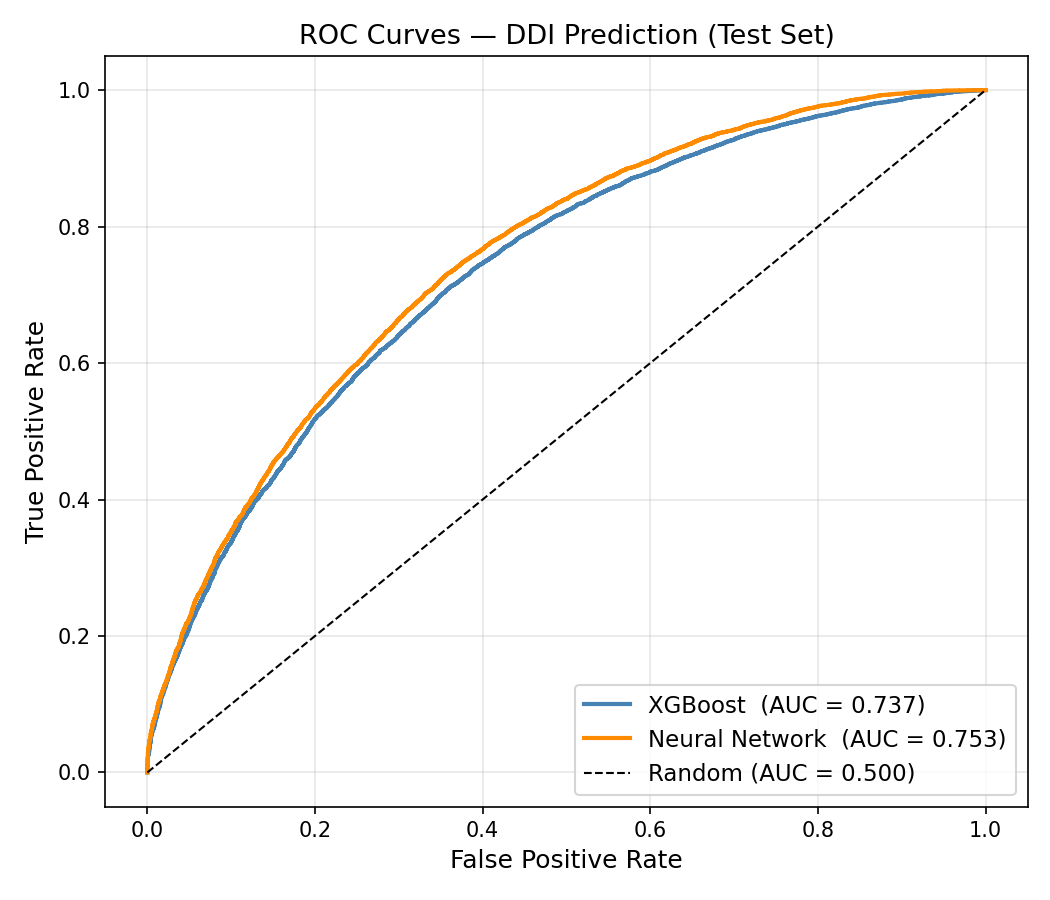 ROC Curves — DDI Prediction (Test Set)
1.0
0.8
0.6
0.4
0.2
0.0
True Positive Rate
XGBoost (AUC = 0.737)
Neural Network (AUC = 0.753)
Random (AUC = 0.500)
0.0 0.2 0.4 0.6 0.8 1.0
False Positive Rate